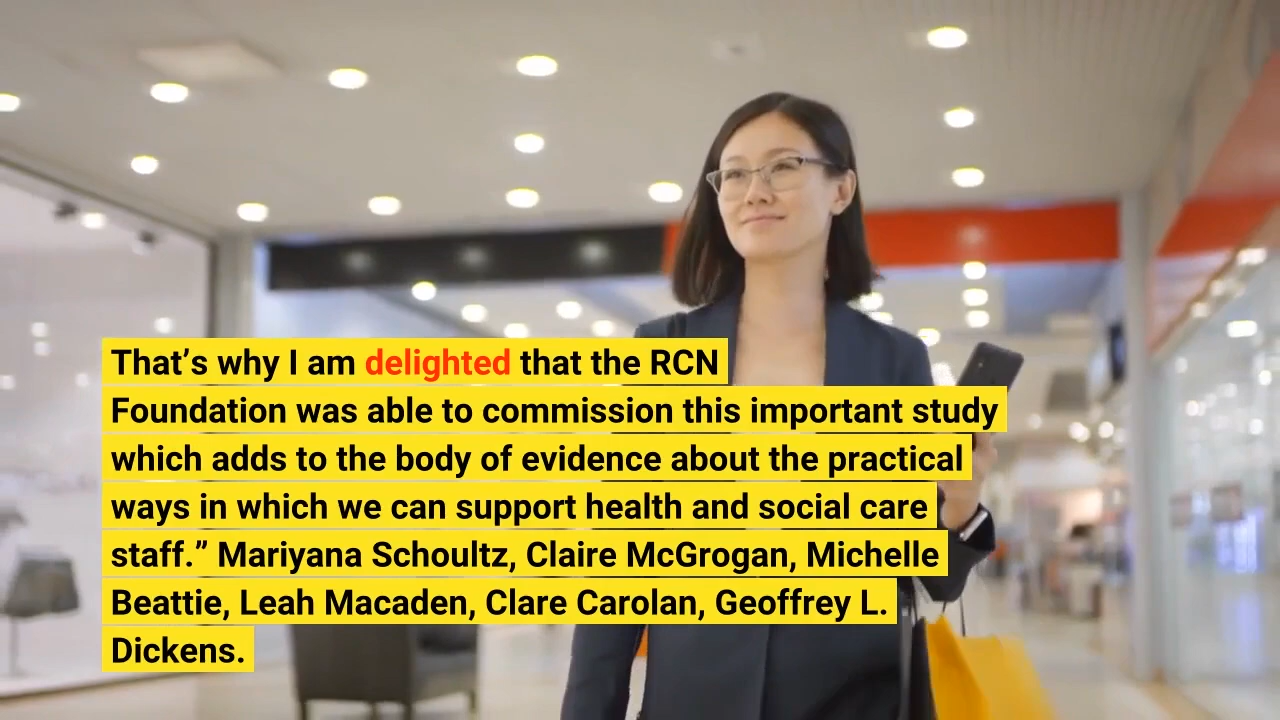 That’s why I am delighted that the RCN
Foundation was able to commission this important study
which adds to the body of evidence about the practical
ways in which we can support health and social care
staff.” Mariyana Schoultz, Claire McGrogan, Michelle
Beattie, Leah Macaden, Clare Carolan, Geoffrey L.
Dickens.